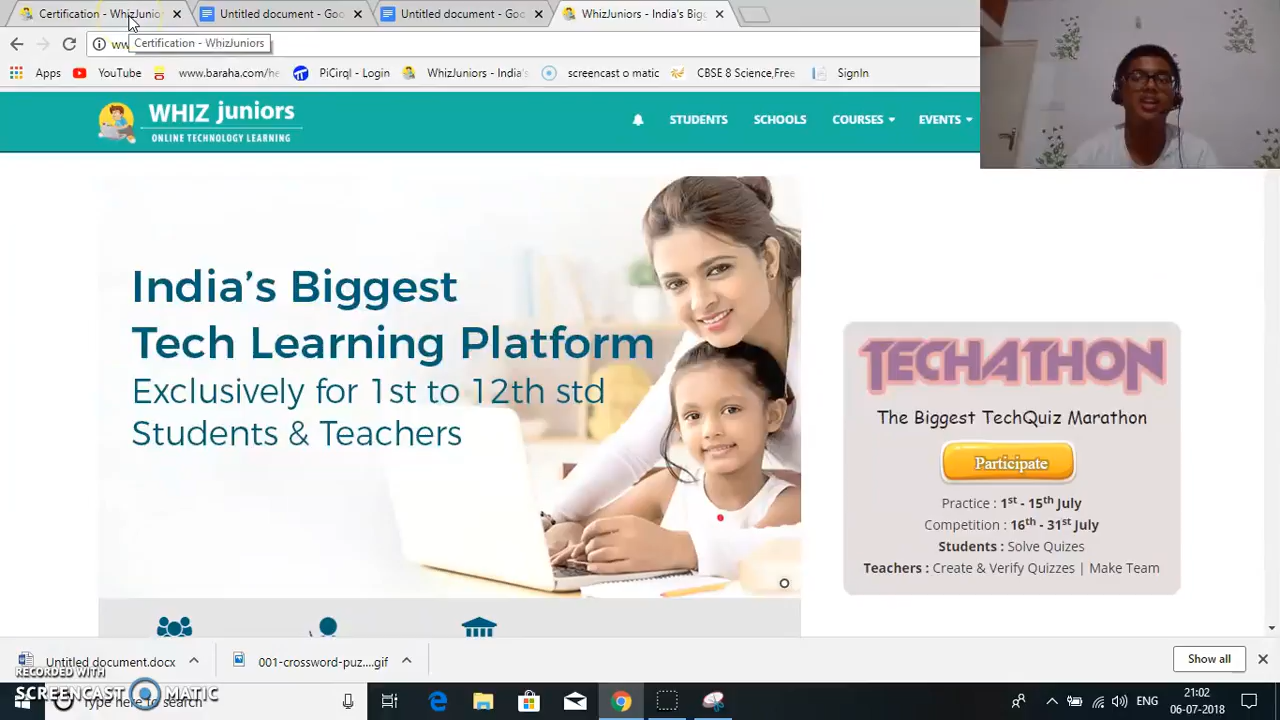 Certification - WhizJunio
Untitled document - Goo
Untitled document - Goo
WhizJuniors - India's Big
Certification - WhizJuniors
Apps
YouTube
www.baraha.com/he
PiCirql - Login
WhizJuniors - India's
screencast o matic
CBSE 8 Science,Free
SignIn
WHIZ juniors
ONLINE TECHNOLOGY LEARNING
STUDENTS
SCHOOLS
COURSES
EVENTS
India's Biggest
Tech Learning Platform
Exclusively for 1st to 12th std
Students & Teachers
TECHATHON
The Biggest TechQuiz Marathon
Participate
Practice : 1st - 15th July
Competition : 16th - 31st July
Students : Solve Quizes
Teachers : Create & Verify Quizzes | Make Team
Untitled document.docx
001-crossword-puz....gif
Show all
RECORDED WITH
SCREENCAST MATIC
Type here to search
ENG
21:02
06-07-2018